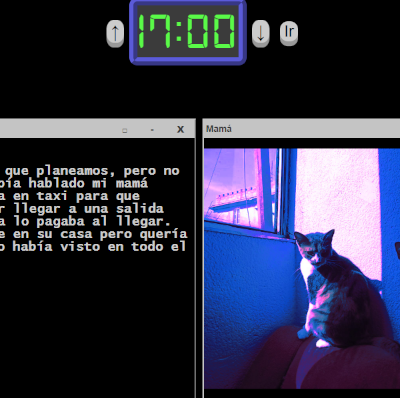 ↑ 17:00 ↓ Ir
- x
Mamá
que planeamos, pero no
bía hablado mi mamá
a en taxi para que
r llegar a una salida
a lo pagaba al llegar.
e en su casa pero quería
o había visto en todo el